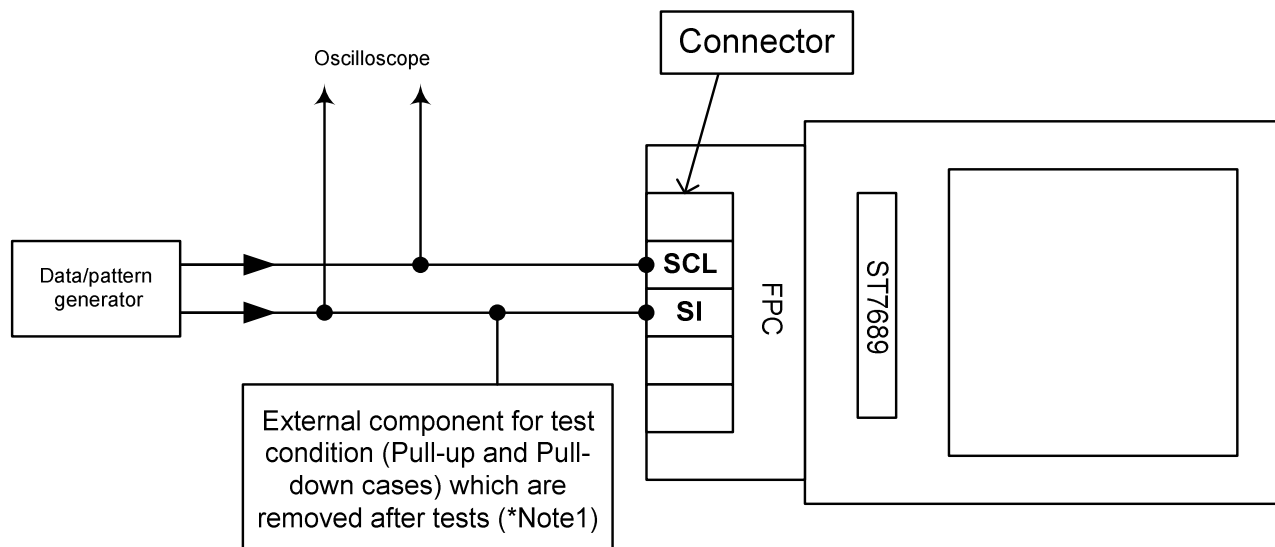 Connector
Oscilloscope
Data/pattern
generator
SCL
SI
FPC
ST7689
External component for test
condition (Pull-up and Pull-
down cases) which are
removed after tests (*Note1)